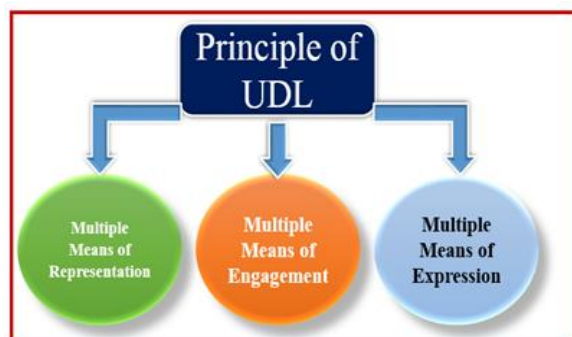 Principle of
UDL
Multiple
Means of
Representation
Multiple
Means of
Engagement
Multiple
Means of
Expression